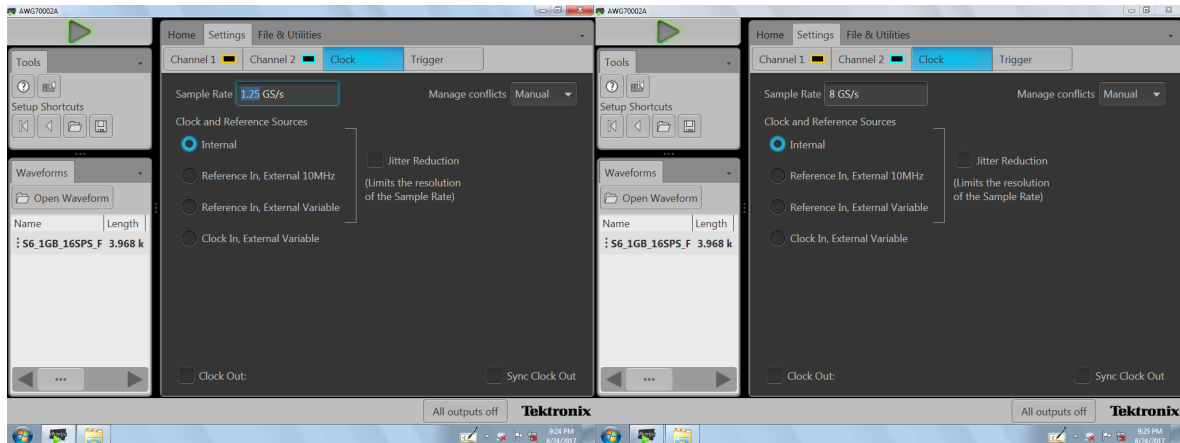 AWG70002A
Home Settings File & Utilities
Tools
Channel 1 Channel 2 Clock Trigger
Setup Shortcuts
Sample Rate 1.25 GS/s Manage conflicts Manual
Clock and Reference Sources
Internal
Reference In, External 10MHz
Reference In, External Variable
Clock In, External Variable
Jitter Reduction
(Limits the resolution
of the Sample Rate)
Waveforms
Open Waveform
Name Length
S6_1GB_16SPS_F 3.968 k
Clock Out: Sync Clock Out
All outputs off Tektronix
9:24 PM
8/24/2017
AWG70002A
Home Settings File & Utilities
Tools
Channel 1 Channel 2 Clock Trigger
Setup Shortcuts
Sample Rate 8 GS/s Manage conflicts Manual
Clock and Reference Sources
Internal
Reference In, External 10MHz
Reference In, External Variable
Clock In, External Variable
Jitter Reduction
(Limits the resolution
of the Sample Rate)
Waveforms
Open Waveform
Name Length
S6_1GB_16SPS_F 3.968 k
Clock Out: Sync Clock Out
All outputs off Tektronix
9:25 PM
8/24/2017